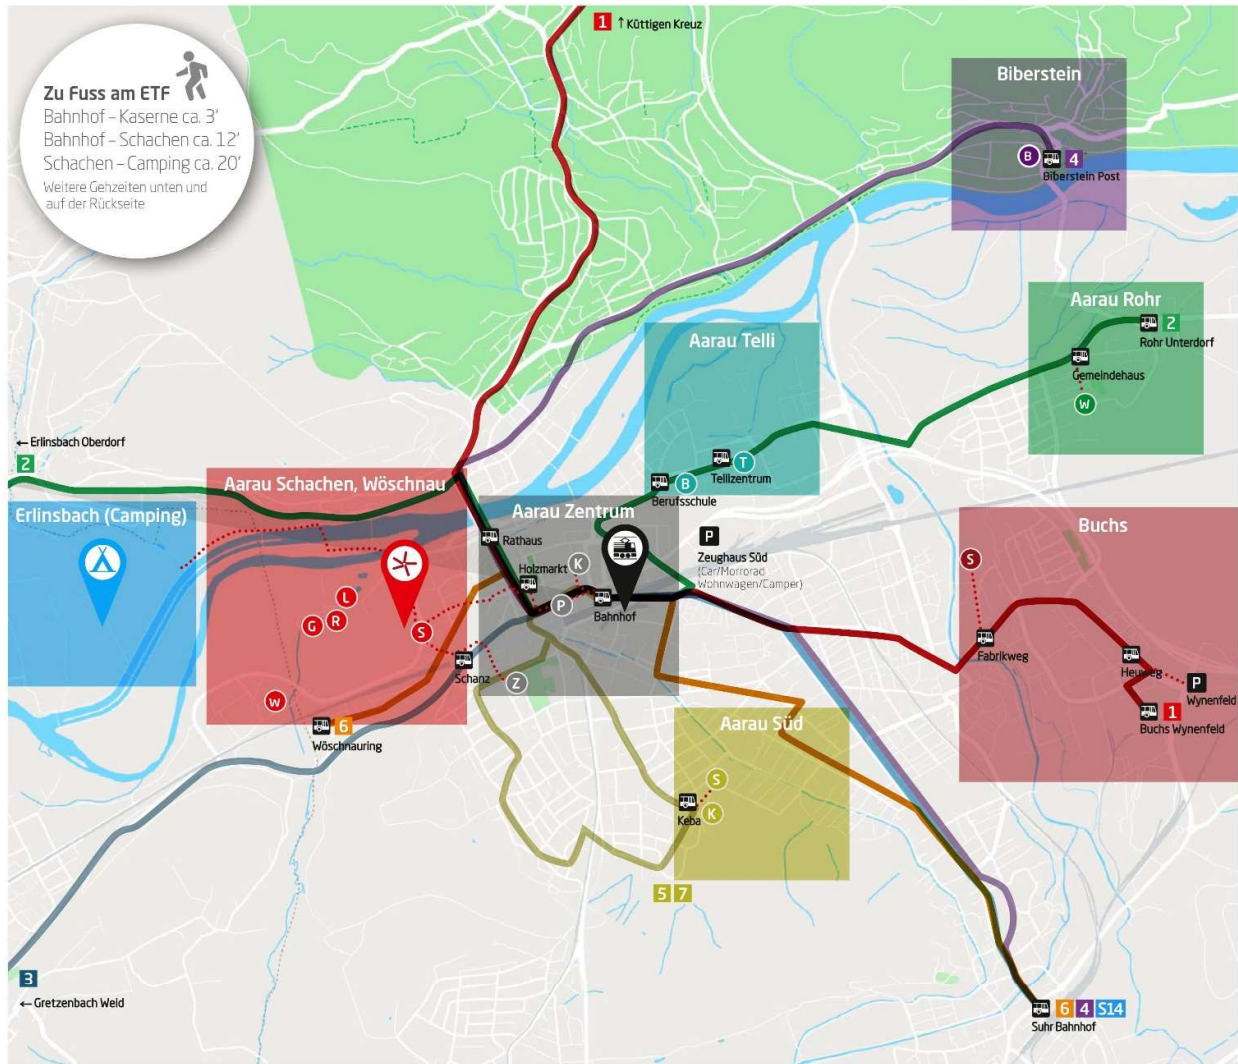 1 ↑ Küttigen Kreuz
Zu Fuss am ETF
Bahnhof – Kaserne ca. 3'
Bahnhof – Schachen ca. 12'
Schachen – Camping ca. 20'
Weitere Gehzeiten unten und
auf der Rückseite
Biberstein
B
4
Biberstein Post
Aarau Rohr
2
Rohr Unterdorf
Gemeindehaus
W
Aarau Telli
T
Tellizentrum
B
Berufsschule
← Erlinsbach Oberdorf
2
Aarau Schachen, Wöschnau
Erlinsbach (Camping)
L
G
R
S
W
Schanz
6
Wöschnauring
Aarau Zentrum
Rathaus
Holzmarkt
K
P
Bahnhof
Z
P
Zeughaus Süd
(Car/Morrorad
Wohnwagen/Camper)
Buchs
S
Fabrikweg
Heuweg
P
Wynenfeld
1
Buchs Wynenfeld
Aarau Süd
S
Keba
K
5 7
3
← Gretzenbach Weid
6 4 S14
Suhr Bahnhof